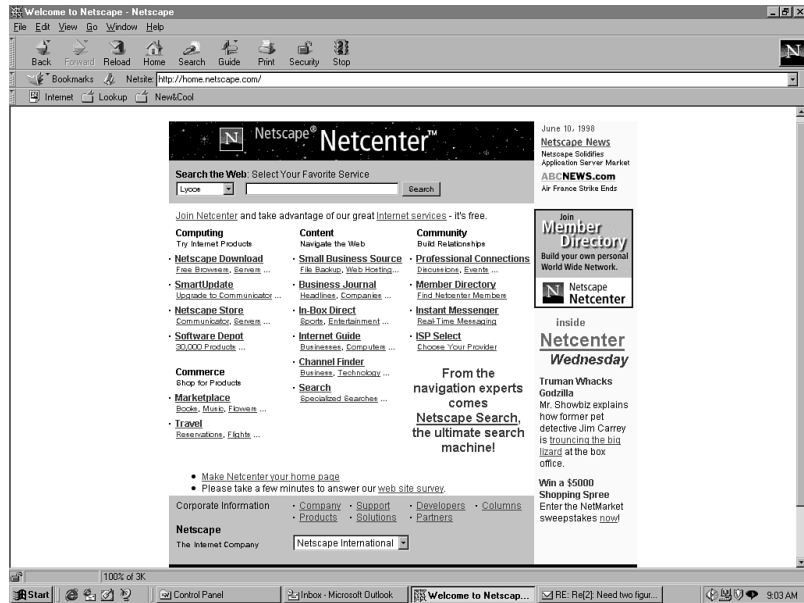 Welcome to Netscape - Netscape
File Edit View Go Window Help
Back Forward Reload Home Search Guide Print Security Stop
N
Bookmarks Netsite: http://home.netscape.com/
Internet Lookup New&Cool
N Netscape® Netcenter™
Search the Web: Select Your Favorite Service
Lycos Search
Join Netcenter and take advantage of our great Internet services - it's free.
Computing
Try Internet Products
· Netscape Download
Free Browsers, Servers ...
· SmartUpdate
Upgrade to Communicator ...
· Netscape Store
Communicator, Servers ...
· Software Depot
30,000 Products ...
Commerce
Shop for Products
· Marketplace
Books, Music, Flowers ...
· Travel
Reservations, Flights ...
Content
Navigate the Web
· Small Business Source
File Backup, Web Hosting...
· Business Journal
Headlines, Companies ...
· In-Box Direct
Sports, Entertainment ...
· Internet Guide
Businesses, Computers ...
· Channel Finder
Business, Technology ...
· Search
Specialized Searches ...
Community
Build Relationships
· Professional Connections
Discussions, Events ...
· Member Directory
Find Netcenter Members
· Instant Messenger
Real-Time Messaging
· ISP Select
Choose Your Provider
From the
navigation experts
comes
Netscape Search,
the ultimate search
machine!
• Make Netcenter your home page
• Please take a few minutes to answer our web site survey.
Corporate Information · Company · Support · Developers · Columns
· Products · Solutions · Partners
Netscape
The Internet Company Netscape International
June 10, 1998
Netscape News
Netscape Solidifies
Application Server Market
ABCNEWS.com
Air France Strike Ends
Join
Member
Directory
Build your own personal
World Wide Network.
N Netscape
Netcenter
inside
Netcenter
Wednesday
Truman Whacks
Godzilla
Mr. Showbiz explains
how former pet
detective Jim Carrey
is trouncing the big
lizard at the box
office.
Win a $5000
Shopping Spree
Enter the NetMarket
sweepstakes now!
100% of 3K
Start Control Panel Inbox - Microsoft Outlook Welcome to Netscap... RE: Re[2]: Need two figur... 9:03 AM